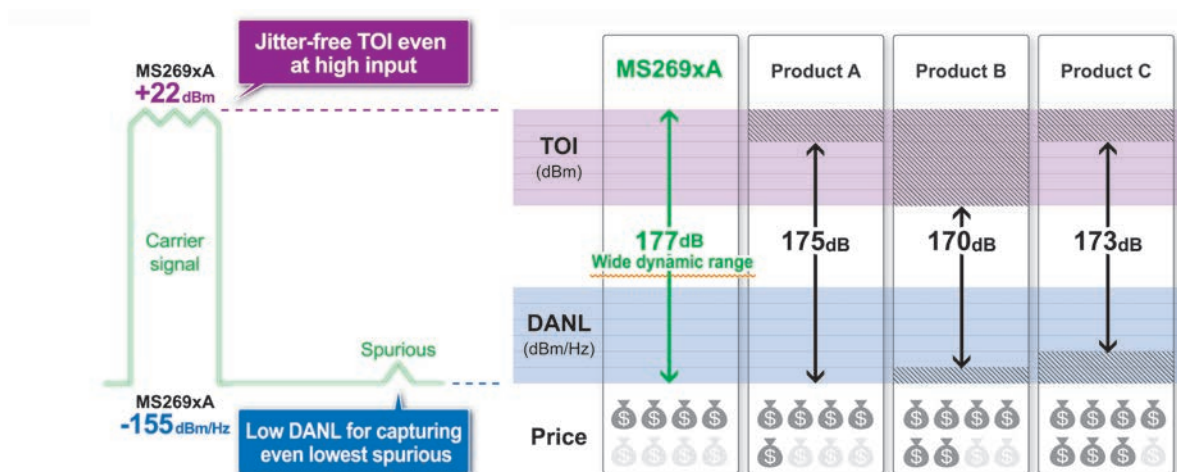 Jitter-free TOI even
at high input
MS269xA
+22 dBm
Carrier
signal
Spurious
MS269xA
-155 dBm/Hz
Low DANL for capturing
even lowest spurious
MS269xA
Product A
Product B
Product C
TOI
(dBm)
177dB
Wide dynamic range
175dB
170dB
173dB
DANL
(dBm/Hz)
Price
$ $ $ $
$ $ $ $
$ $ $ $
$ $ $ $
$ $ $ $
$ $ $ $
$ $ $ $
$ $ $ $